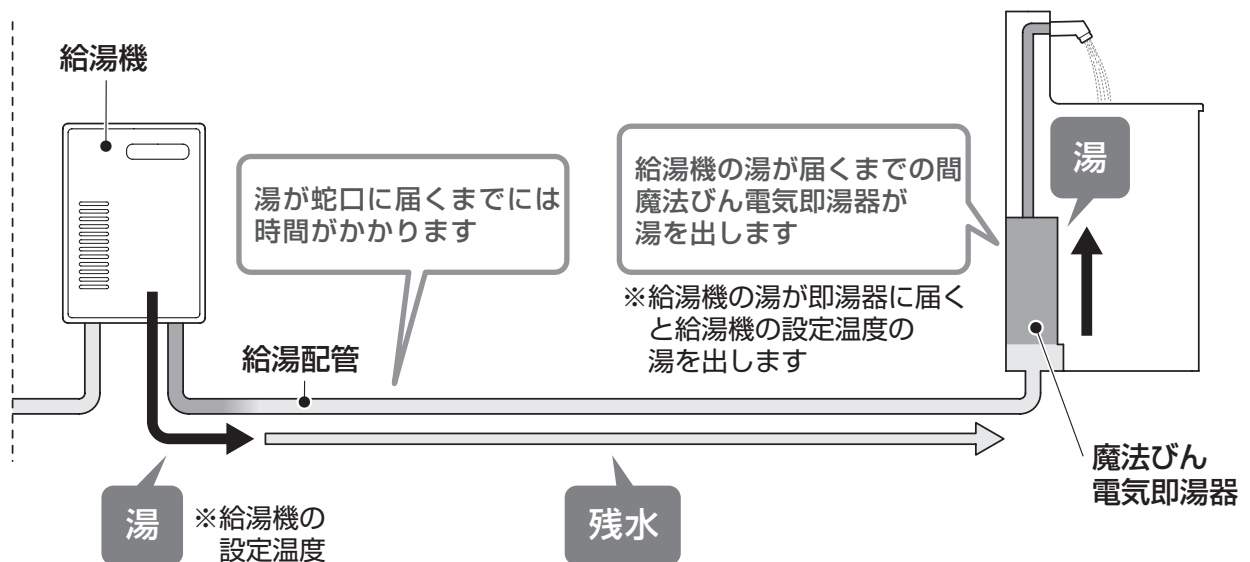 給湯機
湯が蛇口に届くまでには
時間がかかります
給湯機の湯が届くまでの間
魔法びん電気即湯器が
湯を出します
湯
※給湯機の湯が即湯器に届く
と給湯機の設定温度の
湯を出します
給湯配管
魔法びん
電気即湯器
湯
※給湯機の
設定温度
残水